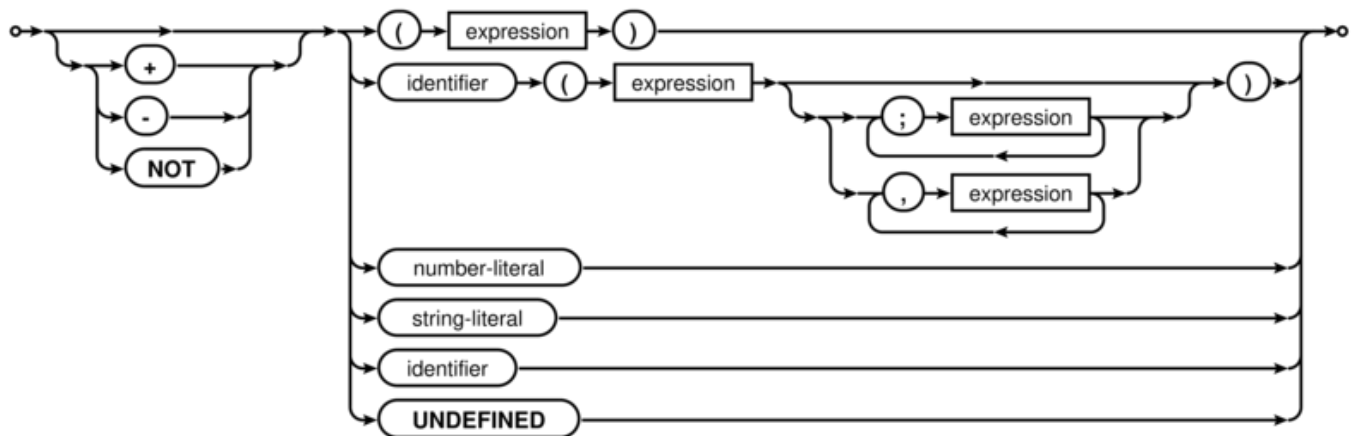 ( expression )
+
identifier ( expression )
- ; expression
NOT
, expression
number-literal
string-literal
identifier
UNDEFINED